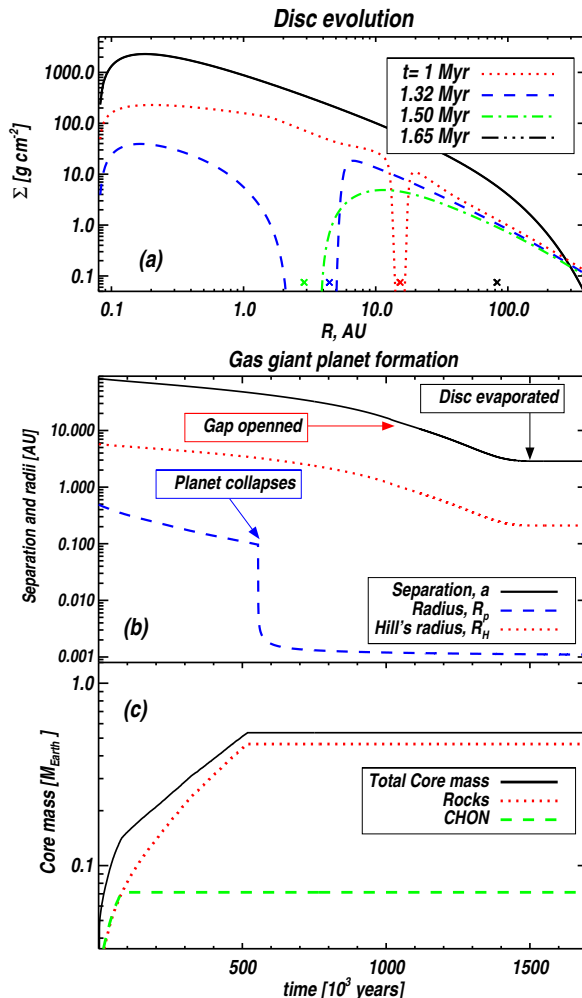 Disc evolution
1000.0
100.0
10.0
1.0
0.1
Σ [g cm⁻²]
t= 1 Myr
1.32 Myr
1.50 Myr
1.65 Myr
(a)
0.1
1.0
10.0
100.0
R, AU
Gas giant planet formation
10.000
1.000
0.100
0.010
0.001
Separation and radii [AU]
Disc evaporated
Gap openned
Planet collapses
Separation, a
Radius, R_p
Hill's radius, R_H
(b)
1.0
0.1
Core mass [M_Earth]
(c)
Total Core mass
Rocks
CHON
500
1000
1500
time [10³ years]